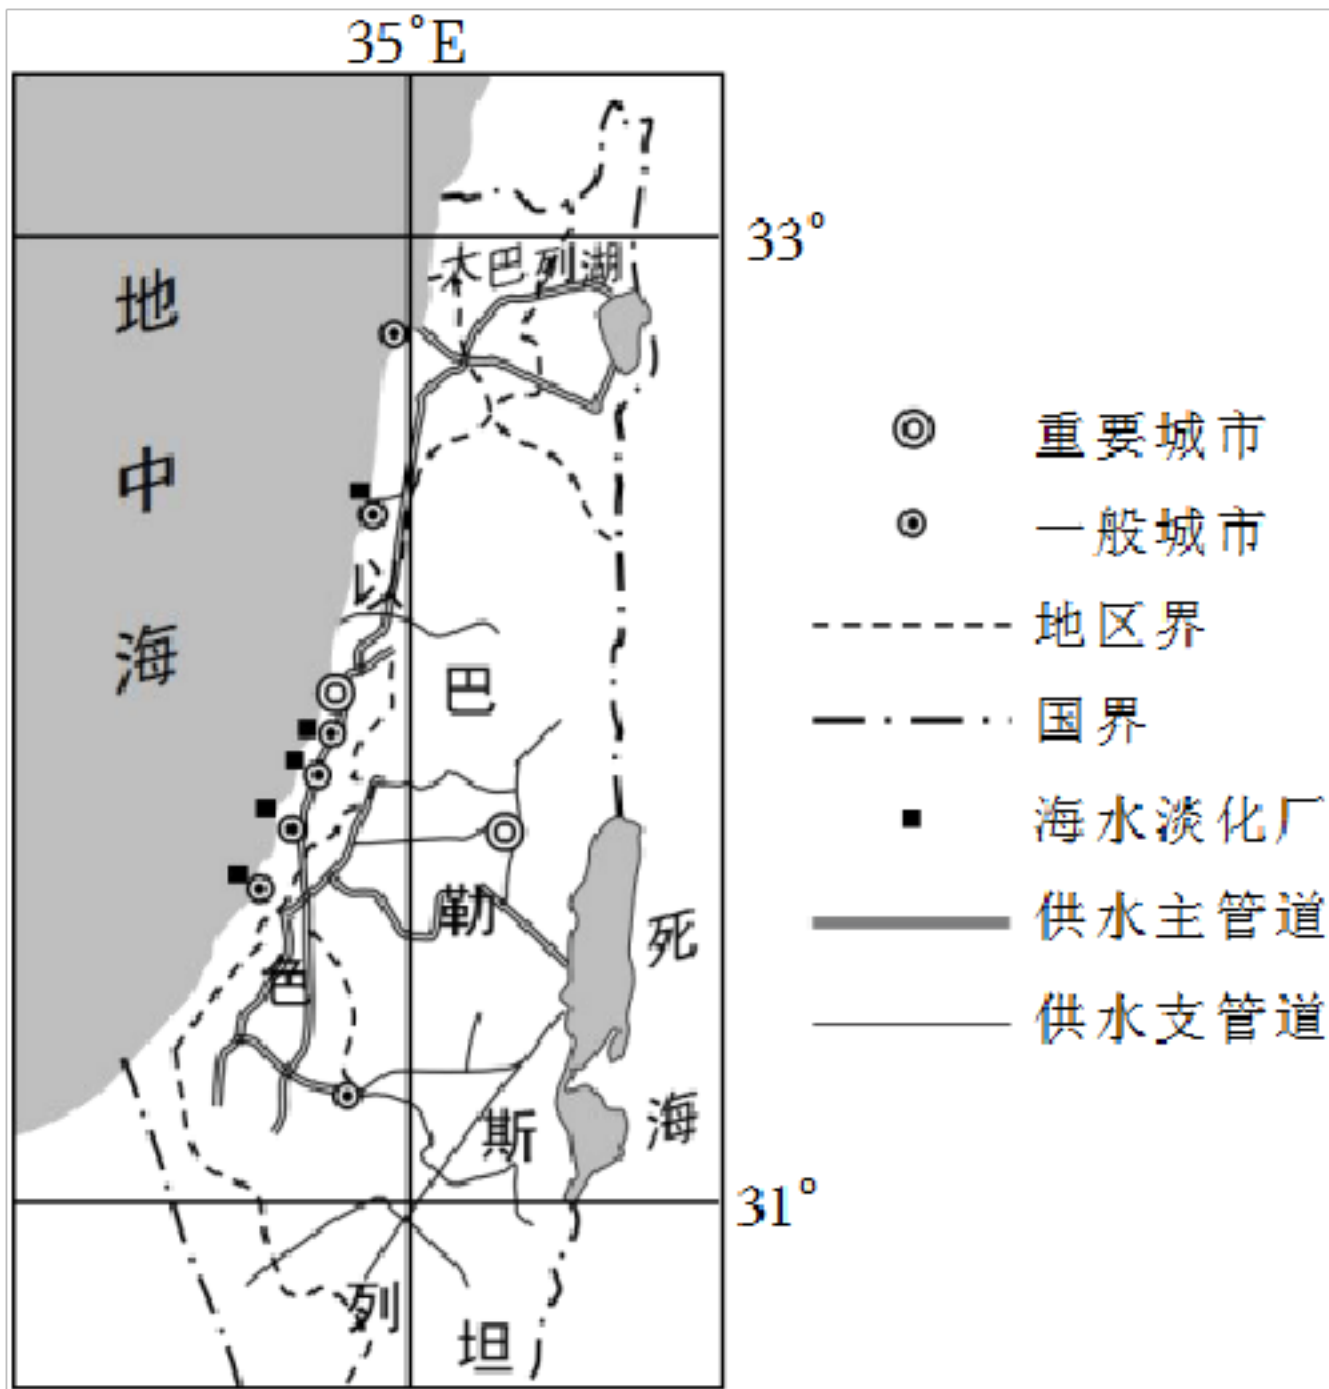 35°E
33°
太巴列湖
地中海
以色
巴勒斯坦
列
死海
31°
重要城市
一般城市
地区界
国界
海水淡化厂
供水主管道
供水支管道